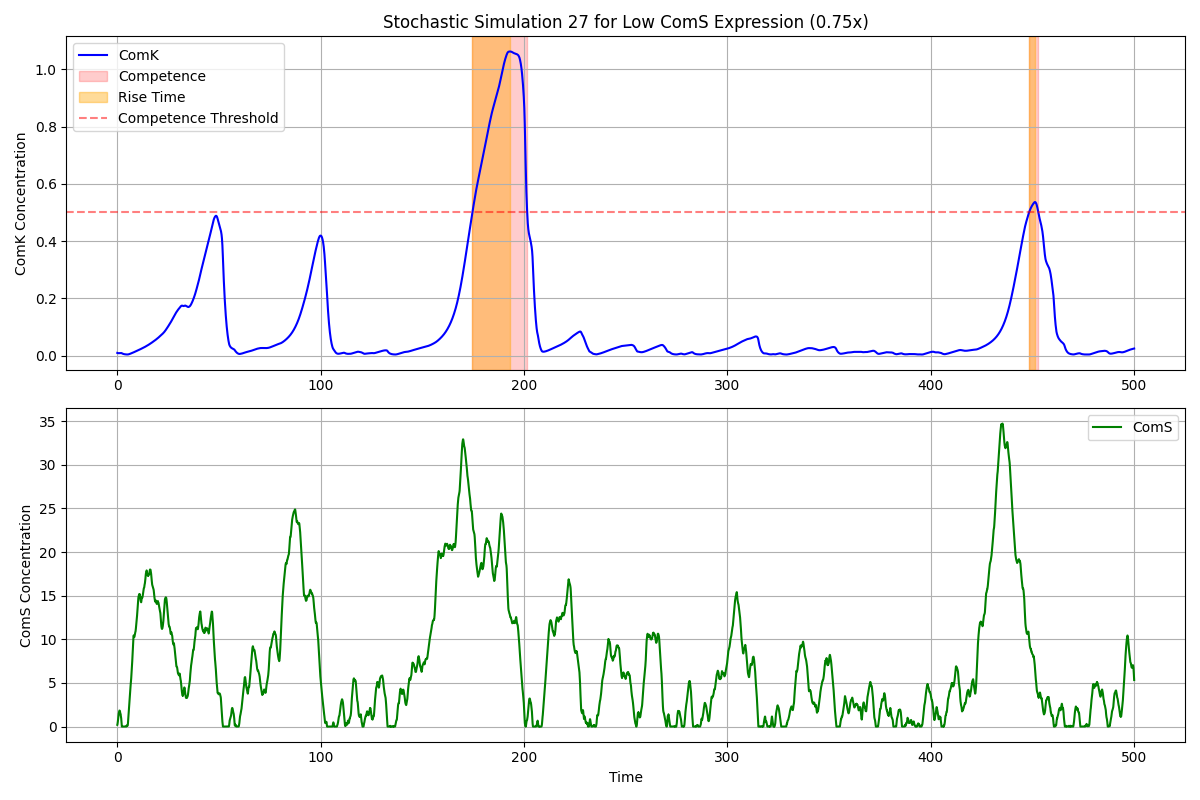 Stochastic Simulation 27 for Low ComS Expression (0.75x)
ComK Concentration
1.0
0.8
0.6
0.4
0.2
0.0
ComK
Competence
Rise Time
Competence Threshold
0 100 200 300 400 500
ComS Concentration
35
30
25
20
15
10
5
0
ComS
0 100 200 300 400 500
Time